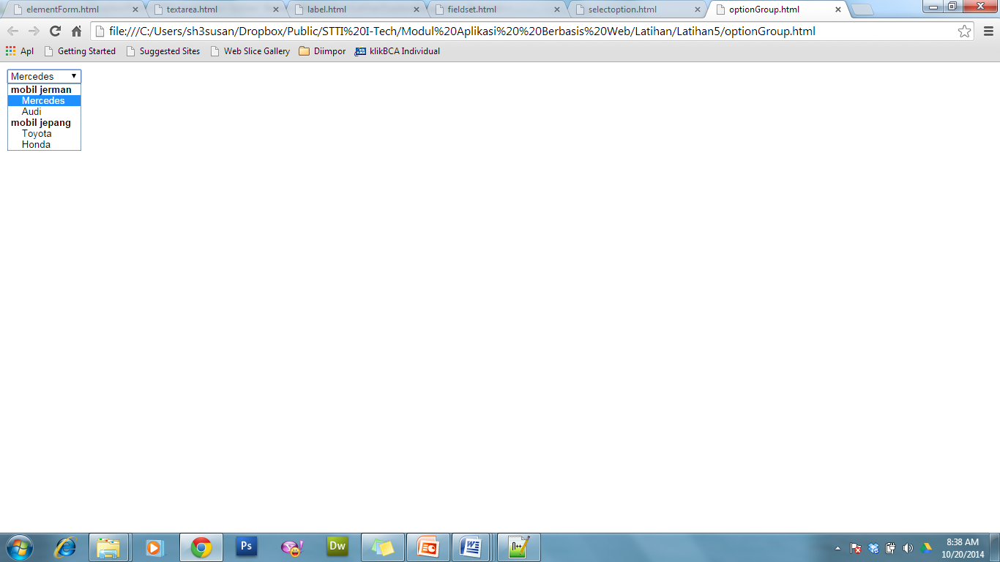 elementForm.html textarea.html label.html fieldset.html selectoption.html optionGroup.html
file:///C:/Users/sh3susan/Dropbox/Public/STTI%20I-Tech/Modul%20Aplikasi%20%20Berbasis%20Web/Latihan/Latihan5/optionGroup.html
Apl Getting Started Suggested Sites Web Slice Gallery Diimpor klikBCA Individual
Mercedes
mobil jerman
Mercedes
Audi
mobil jepang
Toyota
Honda
Ps Dw
8:38 AM
10/20/2014